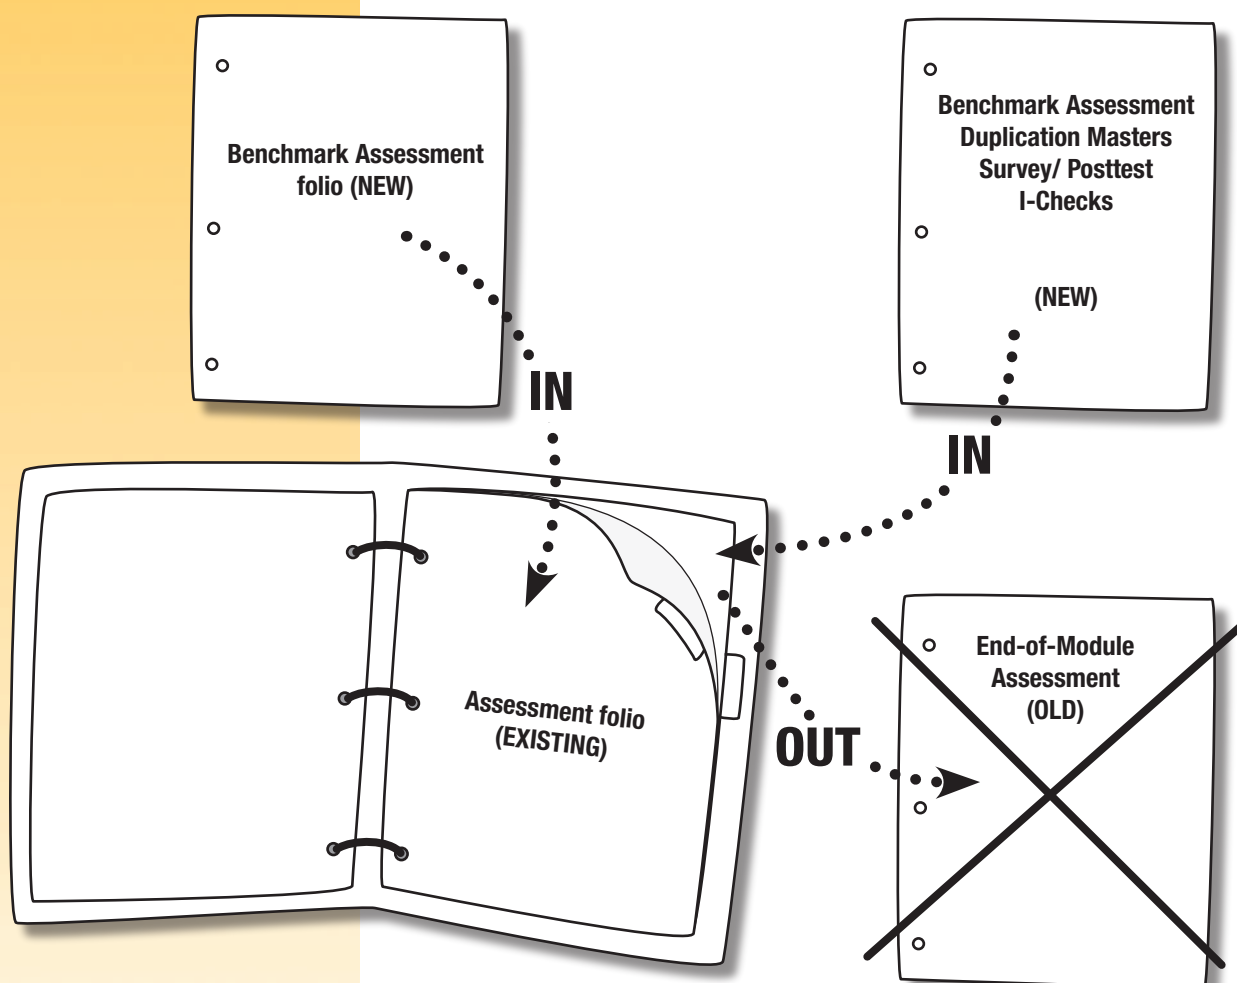 Benchmark Assessment
folio (NEW)
Benchmark Assessment
Duplication Masters
Survey/ Posttest
I-Checks
(NEW)
IN
IN
Assessment folio
(EXISTING)
OUT
End-of-Module
Assessment
(OLD)